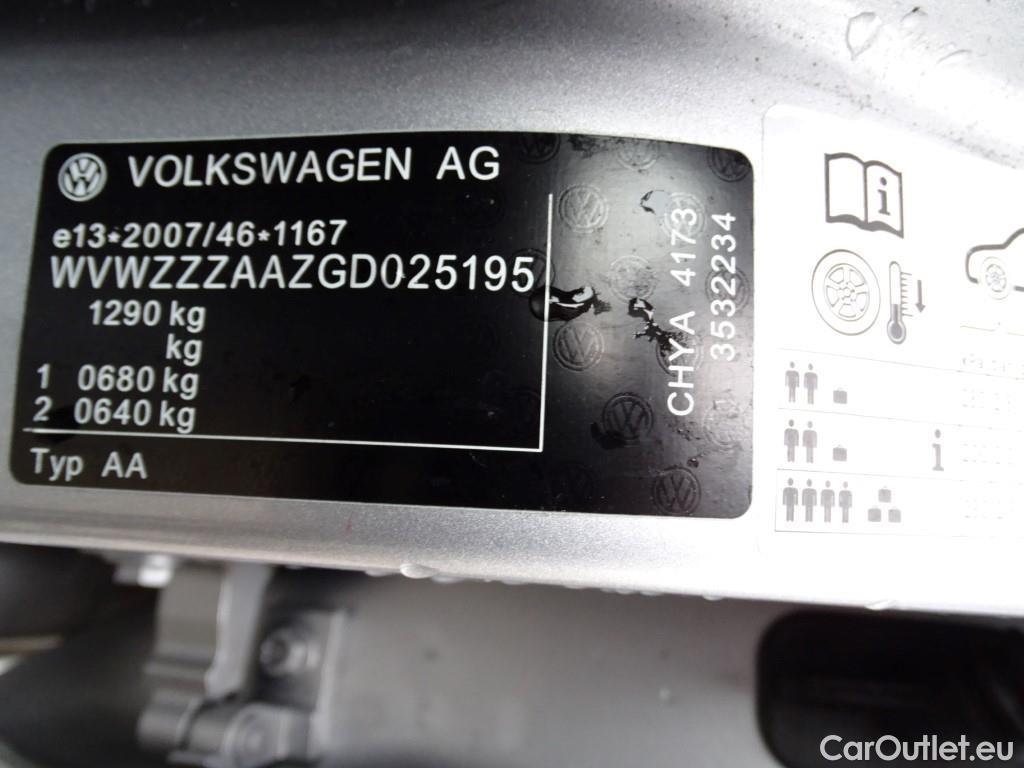 VOLKSWAGEN AG
e13*2007/46*1167
WVWZZZAAZGD025195
1290 kg
kg
1 0680 kg
2 0640 kg
Typ AA
CHYA 4173
3532234
i
i
CarOutlet.eu